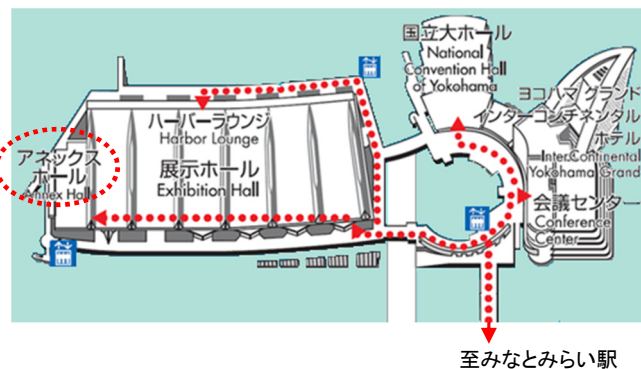 国立大ホール
National
Convention Hall
of Yokohama
ヨコハマ グランド
インターコンチネンタル
ホテル
InterContinental
Yokohama Grand
ハーバーラウンジ
Harbor Lounge
アネックス
ホール
Annex Hall
展示ホール
Exhibition Hall
会議センター
Conference
Center
至みなとみらい駅